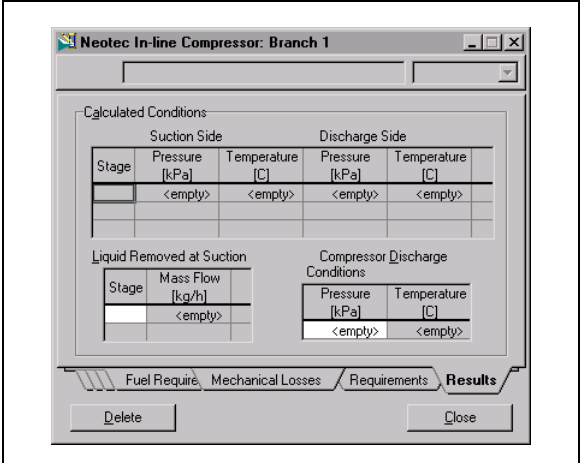 Neotec In-line Compressor: Branch 1
Calculated Conditions
Suction Side Discharge Side
Stage Pressure [kPa] Temperature [C] Pressure [kPa] Temperature [C]
<empty> <empty> <empty> <empty>
Liquid Removed at Suction
Stage Mass Flow [kg/h]
<empty>
Compressor Discharge
Conditions
Pressure [kPa] Temperature [C]
<empty> <empty>
Fuel Require Mechanical Losses Requirements Results
Delete Close